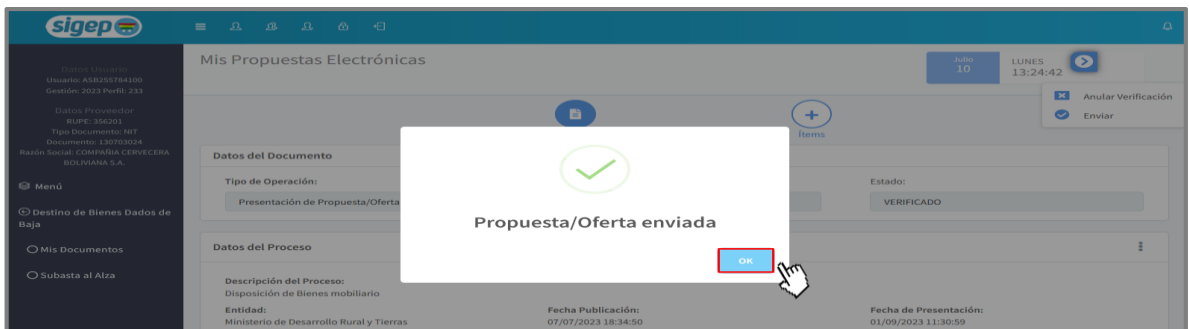 sigep
Mis Propuestas Electrónicas
Julio
10
LUNES
13:24:42
Anular Verificación
Enviar
Datos Usuario
Usuario: ASB255784100
Gestión: 2023 Perfil: 233
Datos Proveedor
RUPE: 356201
Tipo Documento: NIT
Documento: 130703024
Razón Social: COMPAÑIA CERVECERA
BOLIVIANA S.A.
Menú
Destino de Bienes Dados de
Baja
Mis Documentos
Subasta al Alza
Ítems
Datos del Documento
Tipo de Operación:
Presentación de Propuesta/Oferta
Estado:
VERIFICADO
Propuesta/Oferta enviada
OK
Datos del Proceso
Descripción del Proceso:
Disposición de Bienes mobiliario
Entidad:
Ministerio de Desarrollo Rural y Tierras
Fecha Publicación:
07/07/2023 18:34:50
Fecha de Presentación:
01/09/2023 11:30:59